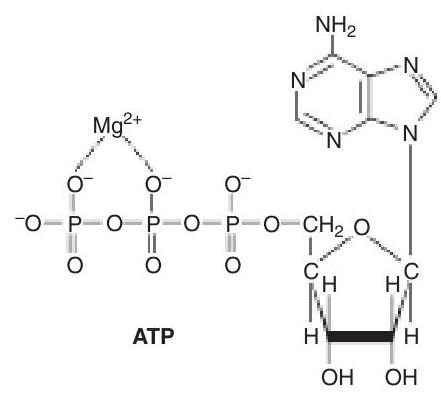 NH₂
N N
N N
Mg²⁺
O⁻ O⁻ O⁻
⁻O P O P O P O CH₂ O
O O O
C H H C
H H
ATP
OH OH